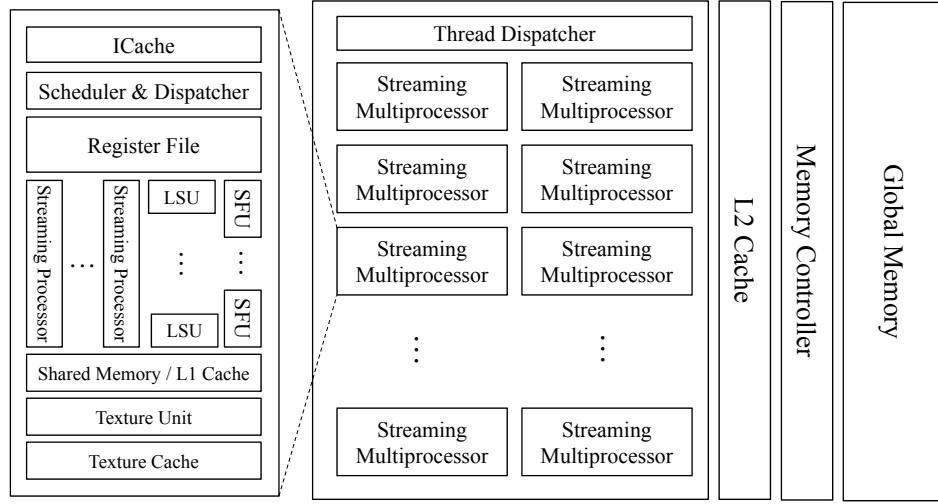 ICache
Scheduler & Dispatcher
Register File
Streaming Processor
...
Streaming Processor
LSU
...
LSU
SFU
...
SFU
Shared Memory / L1 Cache
Texture Unit
Texture Cache
Thread Dispatcher
Streaming
Multiprocessor
Streaming
Multiprocessor
Streaming
Multiprocessor
Streaming
Multiprocessor
Streaming
Multiprocessor
Streaming
Multiprocessor
...
...
Streaming
Multiprocessor
Streaming
Multiprocessor
L2 Cache
Memory Controller
Global Memory